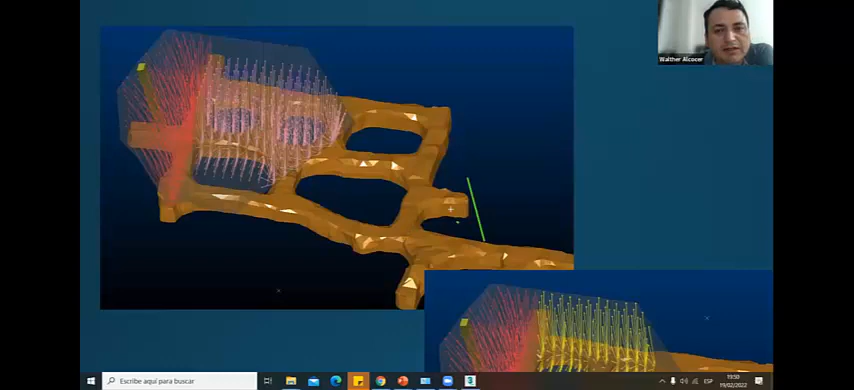 Walther Alcocer
Escribe aquí para buscar
ESP
19:50
19/02/2022